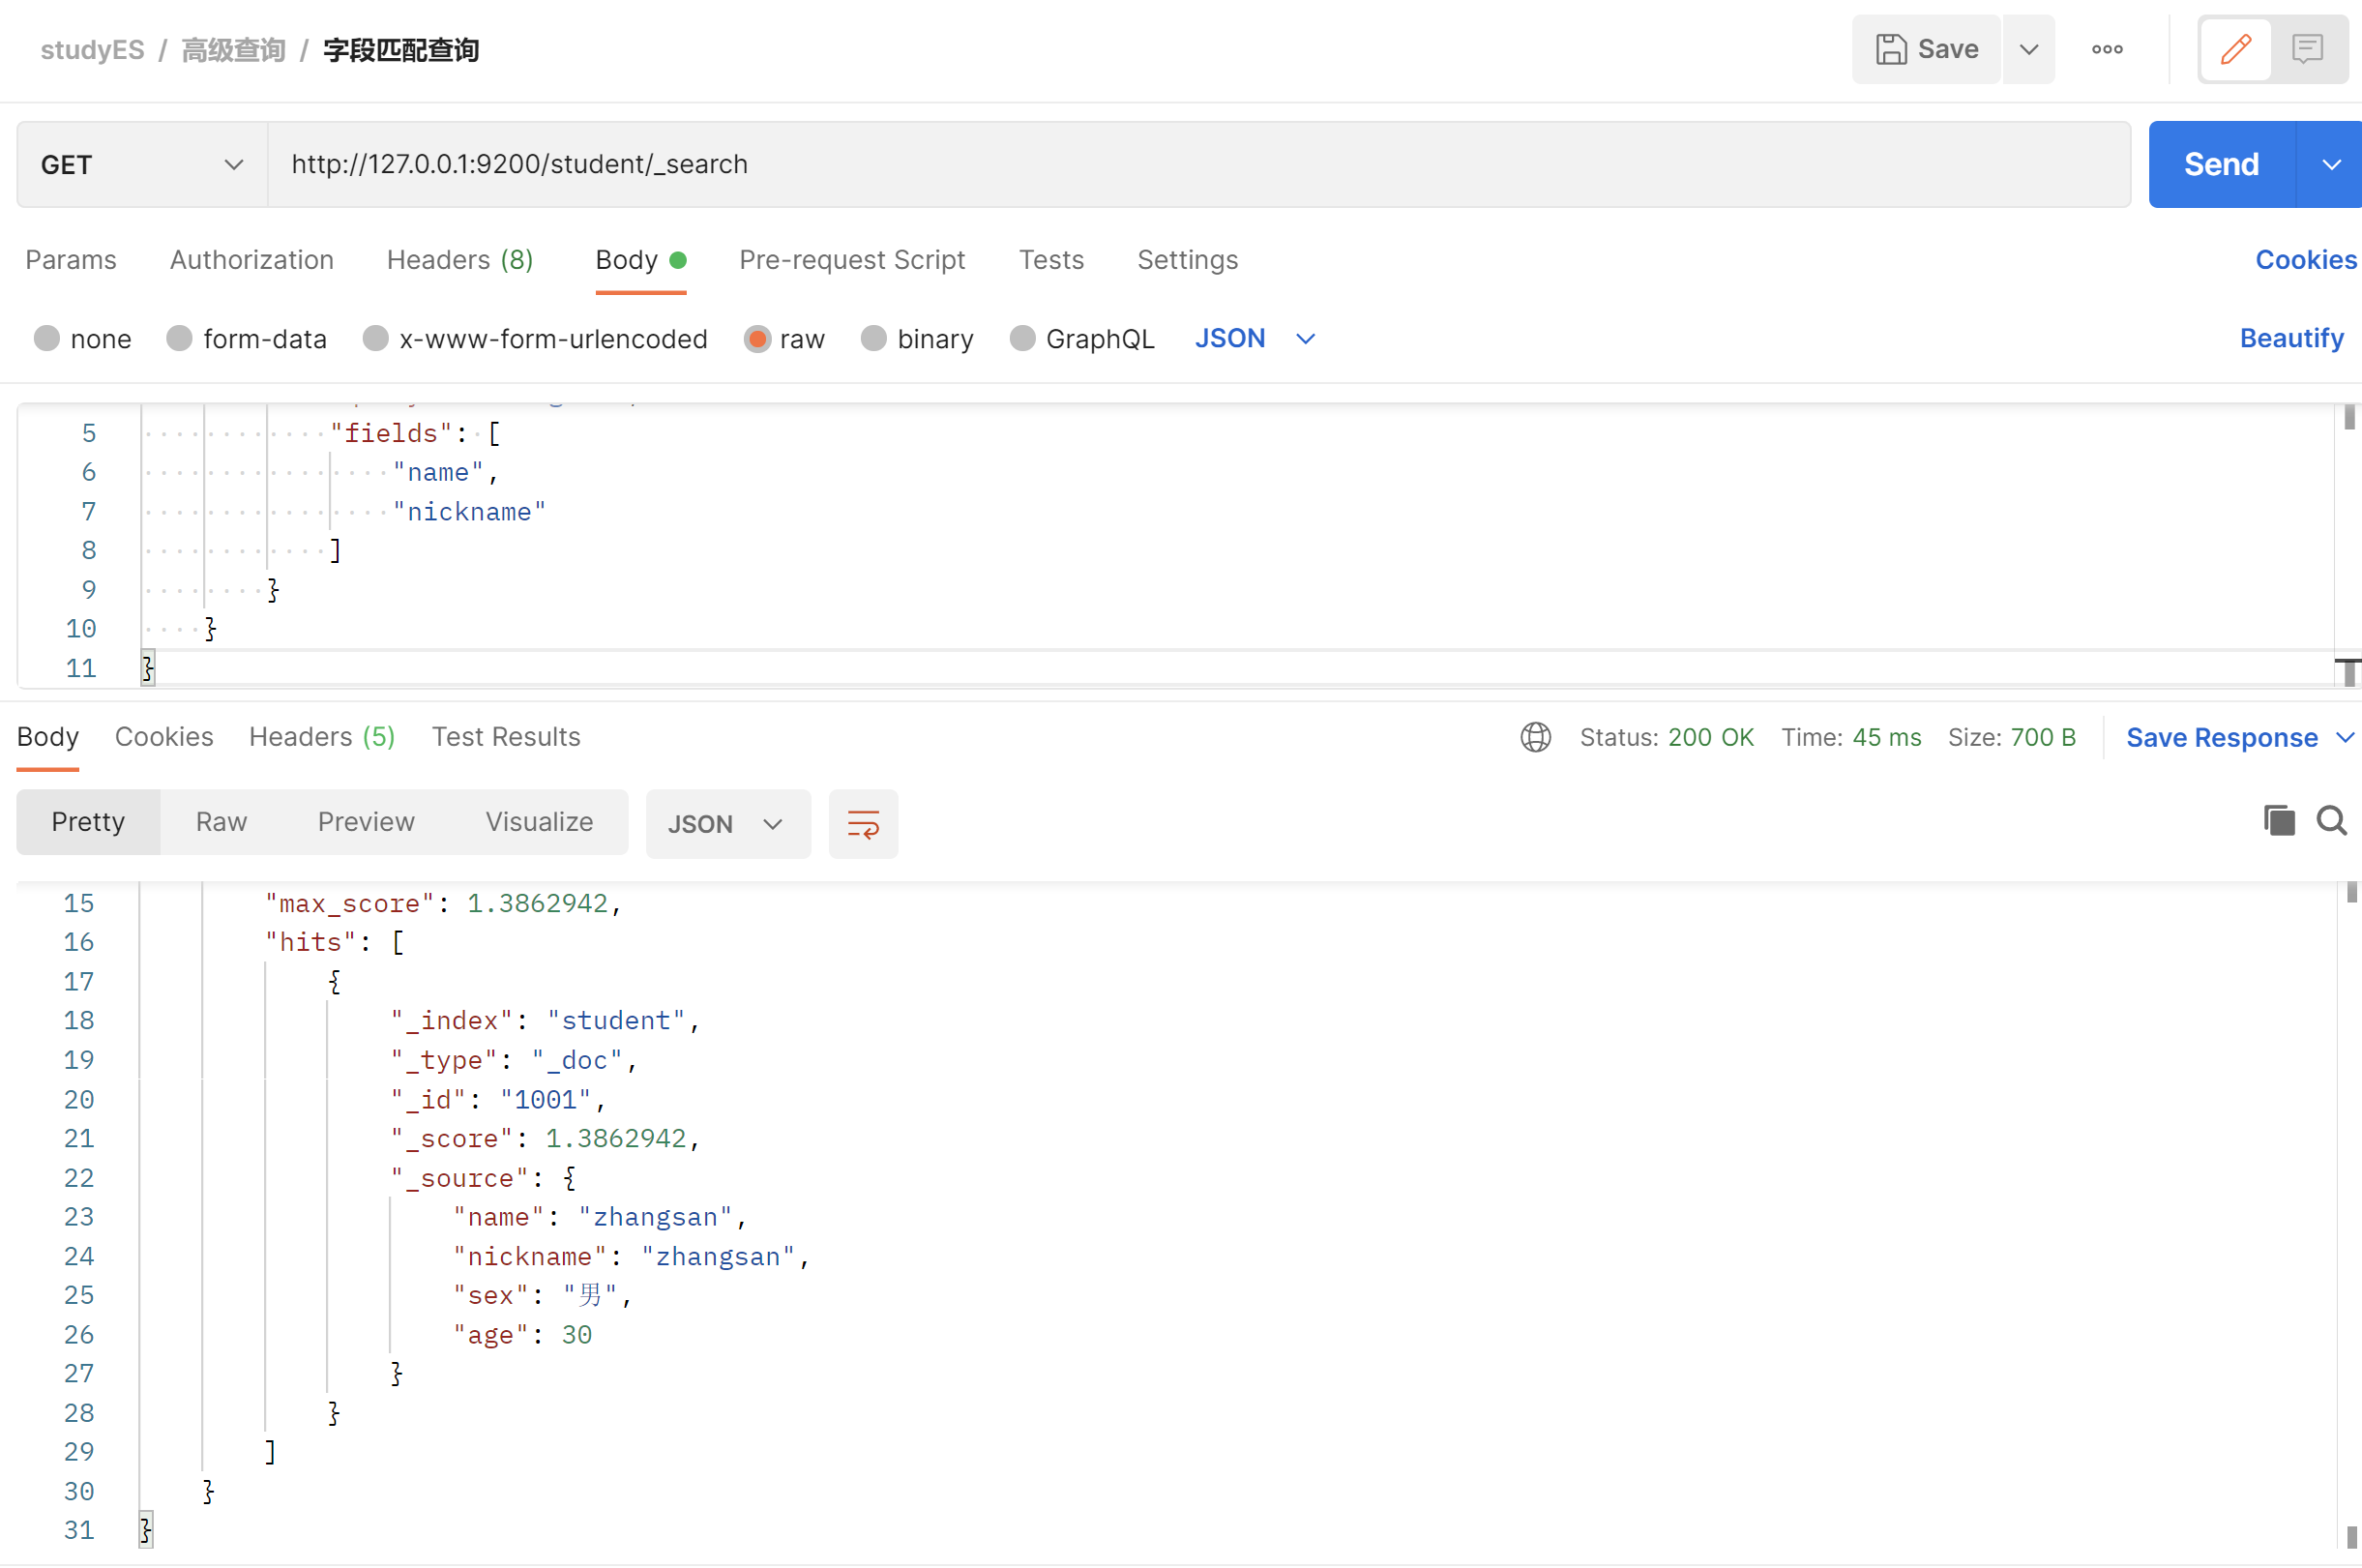 studyES / 高级查询 / 字段匹配查询
Save
GET http://127.0.0.1:9200/student/_search Send
Params Authorization Headers (8) Body Pre-request Script Tests Settings Cookies
none form-data x-www-form-urlencoded raw binary GraphQL JSON Beautify
5 "fields": [
6 "name",
7 "nickname"
8 ]
9 }
10 }
11 }
Body Cookies Headers (5) Test Results Status: 200 OK Time: 45 ms Size: 700 B Save Response
Pretty Raw Preview Visualize JSON
15 "max_score": 1.3862942,
16 "hits": [
17 {
18 "_index": "student",
19 "_type": "_doc",
20 "_id": "1001",
21 "_score": 1.3862942,
22 "_source": {
23 "name": "zhangsan",
24 "nickname": "zhangsan",
25 "sex": "男",
26 "age": 30
27 }
28 }
29 ]
30 }
31 }